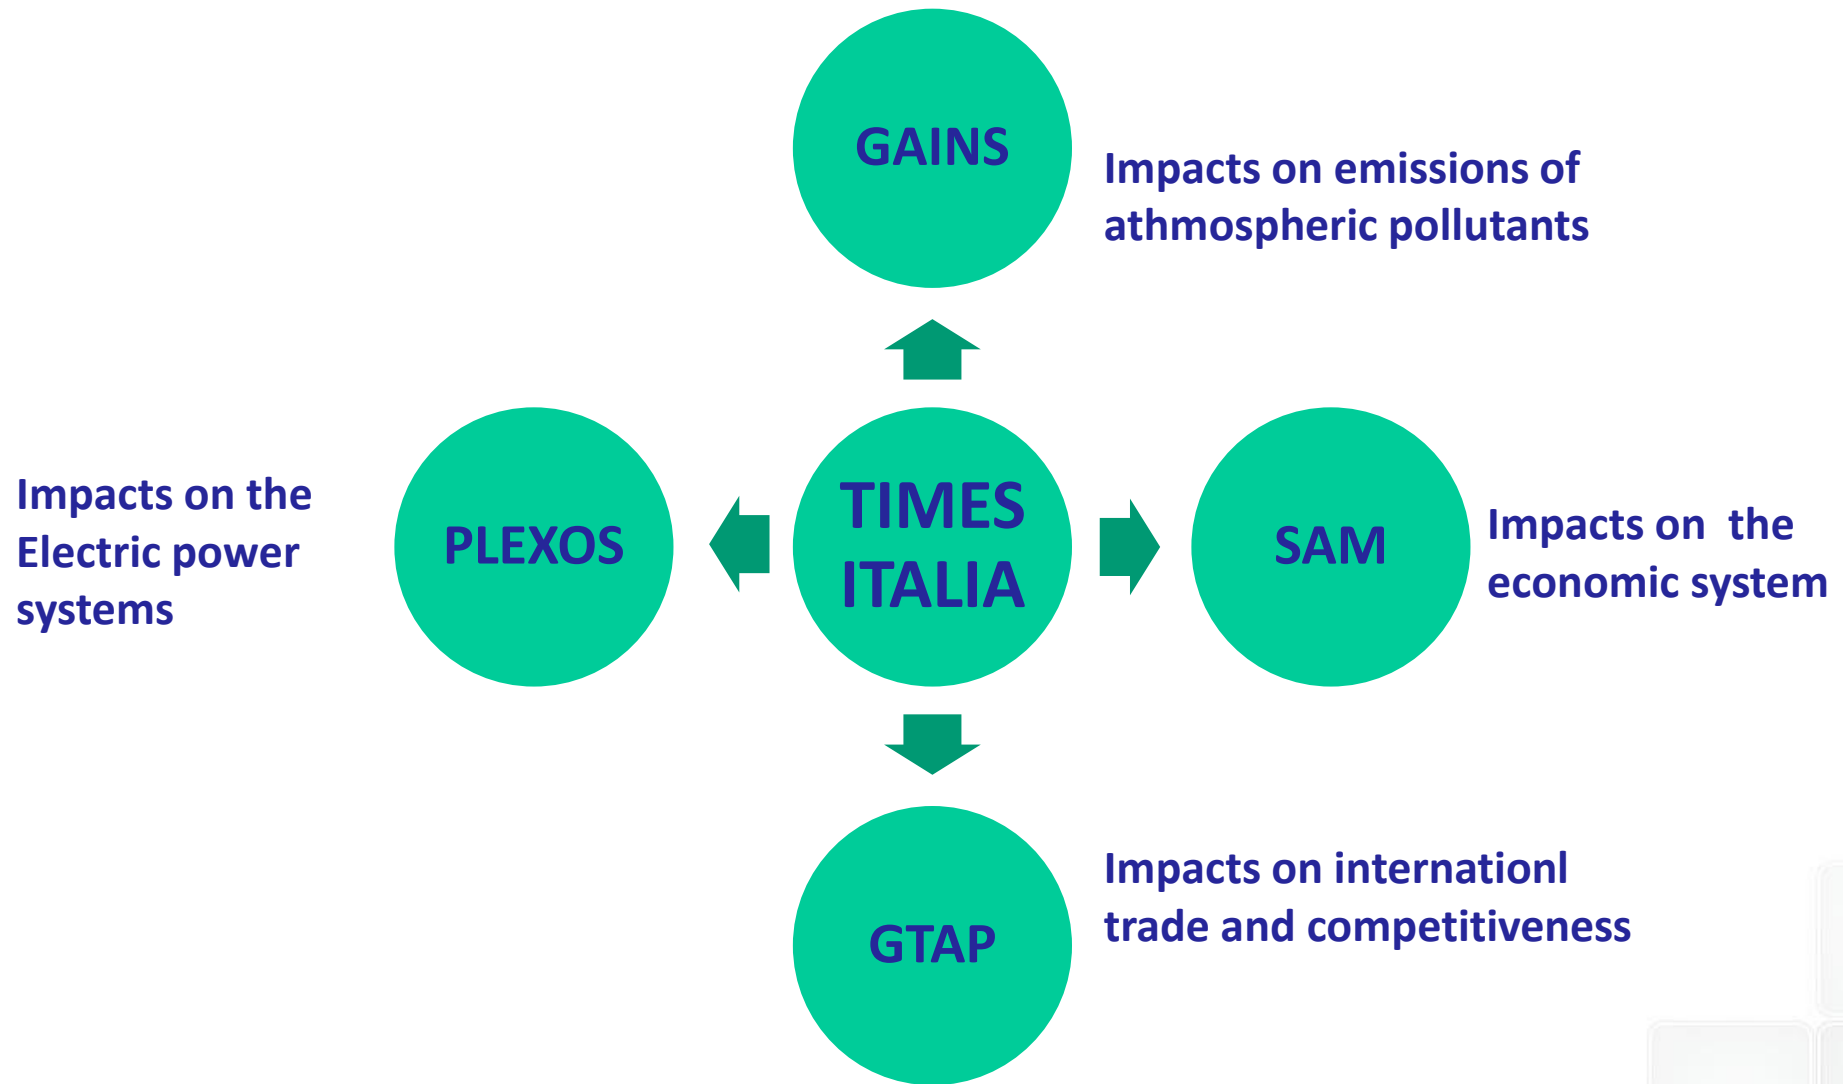 GAINS
Impacts on emissions of
athmospheric pollutants
Impacts on the
Electric power
systems
PLEXOS
TIMES
ITALIA
SAM
Impacts on  the
economic system
GTAP
Impacts on internationl
trade and competitiveness